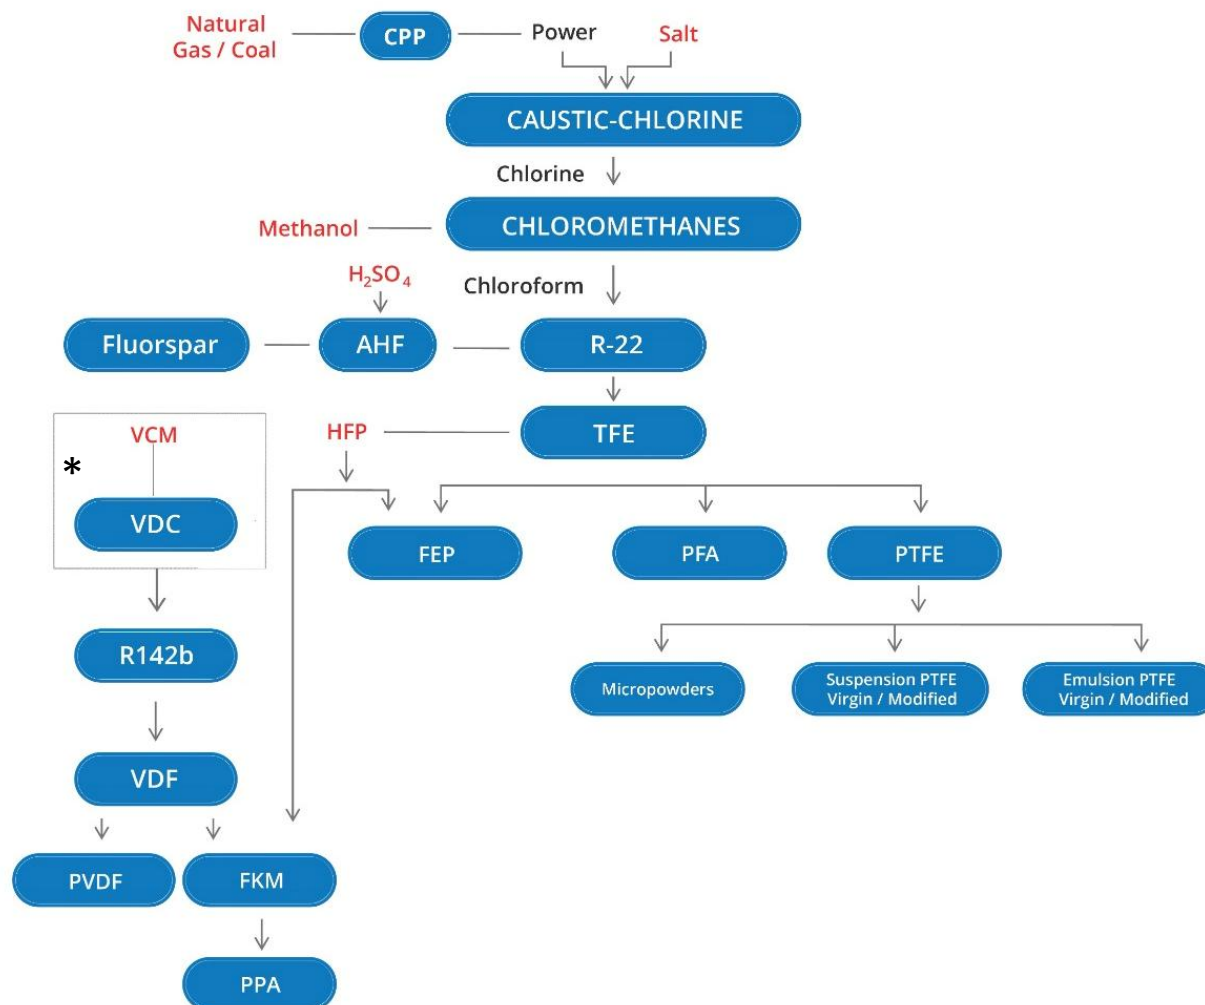 Natural
Gas / Coal
CPP
Power
Salt
CAUSTIC-CHLORINE
Chlorine
Methanol
CHLOROMETHANES
H₂SO₄
Chloroform
Fluorspar
AHF
R-22
HFP
TFE
VCM
*
VDC
FEP
PFA
PTFE
R142b
Micropowders
Suspension PTFE
Virgin / Modified
Emulsion PTFE
Virgin / Modified
VDF
PVDF
FKM
PPA